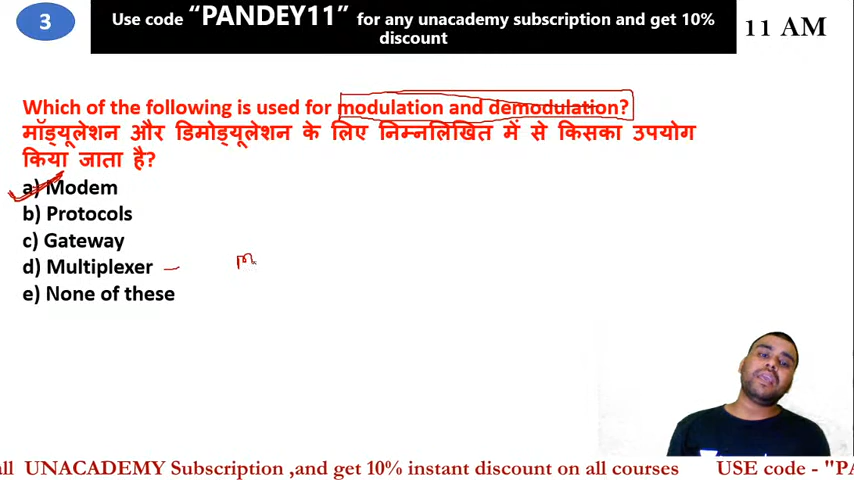 3
Use code “PANDEY11” for any unacademy subscription and get 10%
discount
11 AM
Which of the following is used for modulation and demodulation?
मॉड्यूलेशन और डिमोड्यूलेशन के लिए निम्नलिखित में से किसका उपयोग
किया जाता है?
a) Modem
b) Protocols
c) Gateway
d) Multiplexer
e) None of these
all UNACADEMY Subscription ,and get 10% instant discount on all courses USE code - "PA